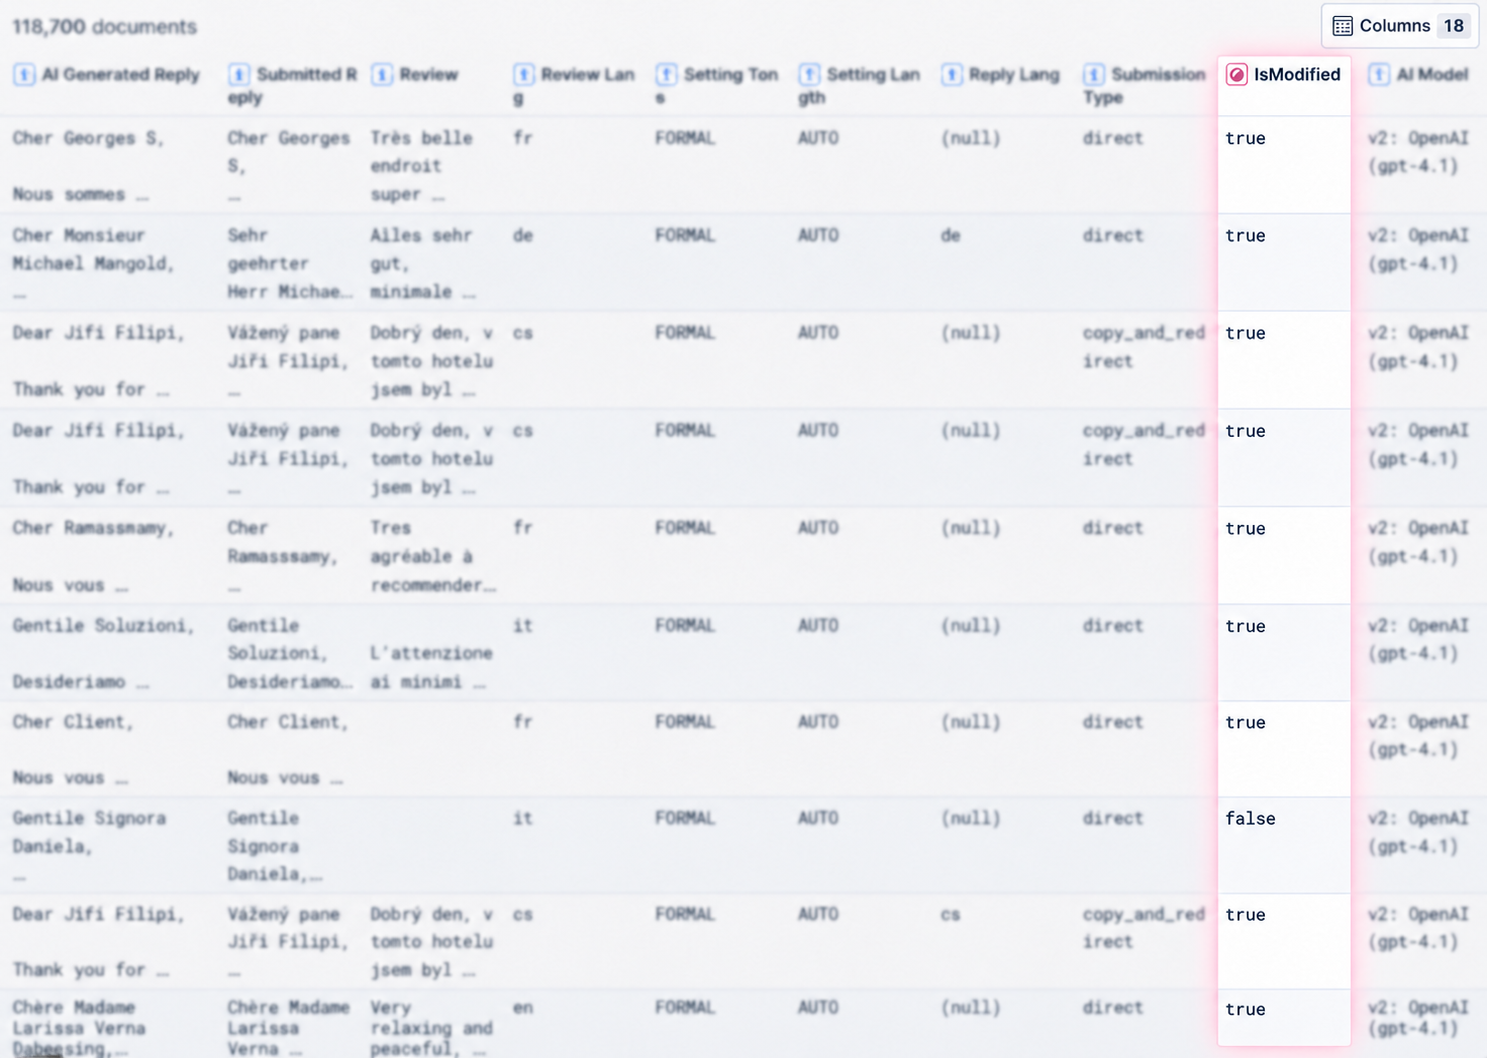 118,700 documents
Columns 18
AI Generated Reply
Submitted R
eply
Review
Review Lan
g
Setting Ton
s
Setting Lan
gth
Reply Lang
Submission
Type
IsModified
AI Model
Cher Georges S,
Nous sommes …
Cher Georges
S,
…
Très belle
endroit
super …
fr
FORMAL
AUTO
(null)
direct
true
v2: OpenAI
(gpt-4.1)
Cher Monsieur
Michael Mangold,
…
Sehr
geehrter
Herr Michae…
Alles sehr
gut,
minimale …
de
FORMAL
AUTO
de
direct
true
v2: OpenAI
(gpt-4.1)
Dear Jifi Filipi,
Thank you for …
Vážený pane
Jiří Filipi,
…
Dobrý den, v
tomto hotelu
jsem byl …
cs
FORMAL
AUTO
(null)
copy_and_red
irect
true
v2: OpenAI
(gpt-4.1)
Dear Jifi Filipi,
Thank you for …
Vážený pane
Jiří Filipi,
…
Dobrý den, v
tomto hotelu
jsem byl …
cs
FORMAL
AUTO
(null)
copy_and_red
irect
true
v2: OpenAI
(gpt-4.1)
Cher Ramassmamy,
Nous vous …
Cher
Ramasssamy,
…
Tres
agréable à
recommender…
fr
FORMAL
AUTO
(null)
direct
true
v2: OpenAI
(gpt-4.1)
Gentile Soluzioni,
Desideriamo …
Gentile
Soluzioni,
Desideriamo…
L'attenzione
ai minimi …
it
FORMAL
AUTO
(null)
direct
true
v2: OpenAI
(gpt-4.1)
Cher Client,
Nous vous …
Cher Client,
Nous vous …
fr
FORMAL
AUTO
(null)
direct
true
v2: OpenAI
(gpt-4.1)
Gentile Signora
Daniela,
…
Gentile
Signora
Daniela,…
it
FORMAL
AUTO
(null)
direct
false
v2: OpenAI
(gpt-4.1)
Dear Jifi Filipi,
Thank you for …
Vážený pane
Jiří Filipi,
…
Dobrý den, v
tomto hotelu
jsem byl …
cs
FORMAL
AUTO
cs
copy_and_red
irect
true
v2: OpenAI
(gpt-4.1)
Chère Madame
Larissa Verna
Dabeesing,…
Chère Madame
Larissa
Verna …
Very
relaxing and
peaceful, …
en
FORMAL
AUTO
(null)
direct
true
v2: OpenAI
(gpt-4.1)